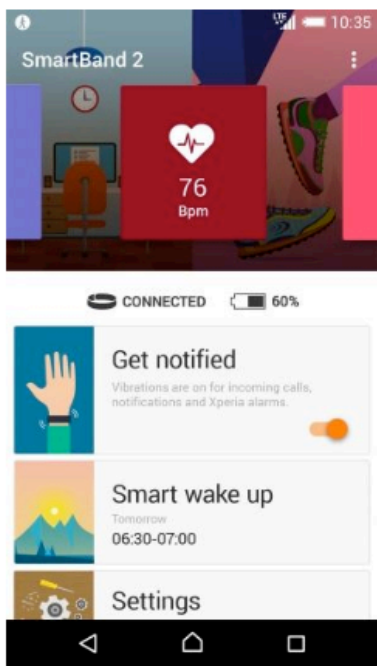 LTE 10:35
SmartBand 2
76
Bpm
CONNECTED 60%
Get notified
Vibrations are on for incoming calls,
notifications and Xperia alarms.
Smart wake up
Tomorrow
06:30-07:00
Settings